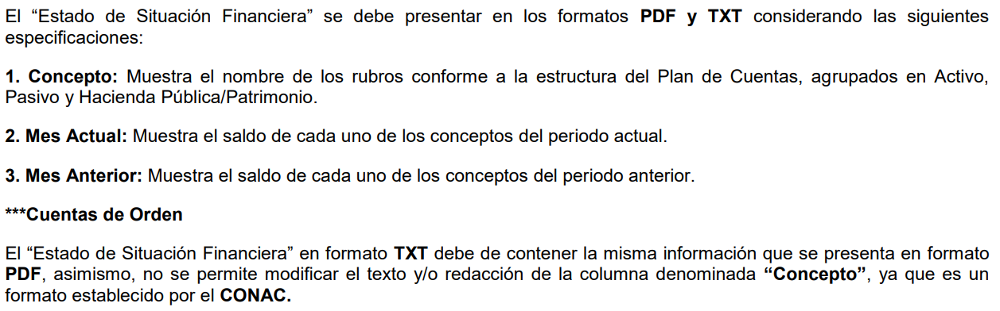 El “Estado de Situación Financiera” se debe presentar en los formatos PDF y TXT considerando las siguientes
especificaciones:
1. Concepto: Muestra el nombre de los rubros conforme a la estructura del Plan de Cuentas, agrupados en Activo,
Pasivo y Hacienda Pública/Patrimonio.
2. Mes Actual: Muestra el saldo de cada uno de los conceptos del periodo actual.
3. Mes Anterior: Muestra el saldo de cada uno de los conceptos del periodo anterior.
***Cuentas de Orden
El “Estado de Situación Financiera” en formato TXT debe de contener la misma información que se presenta en formato
PDF, asimismo, no se permite modificar el texto y/o redacción de la columna denominada “Concepto”, ya que es un
formato establecido por el CONAC.